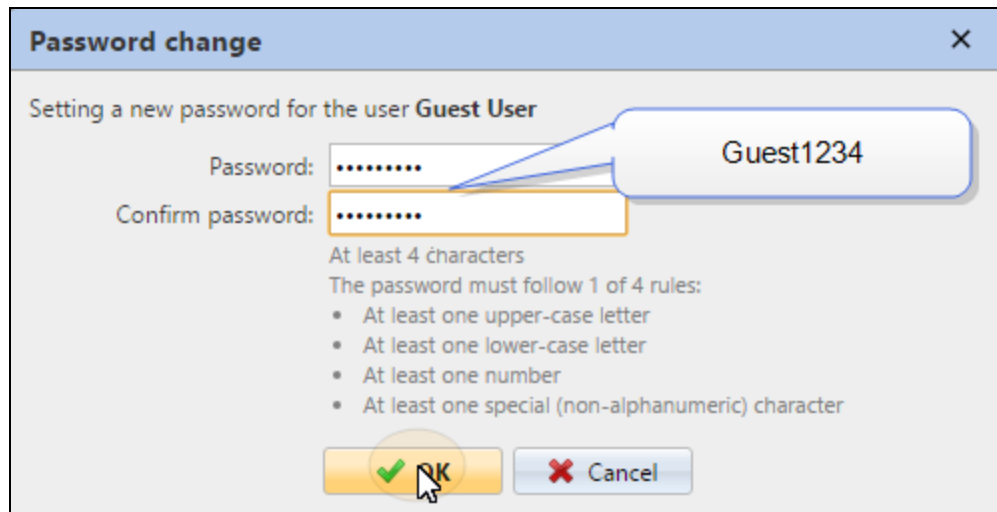 Password change
Setting a new password for the user Guest User
Guest1234
Password: •••••••••
Confirm password: •••••••••
At least 4 characters
The password must follow 1 of 4 rules:
• At least one upper-case letter
• At least one lower-case letter
• At least one number
• At least one special (non-alphanumeric) character
OK
Cancel